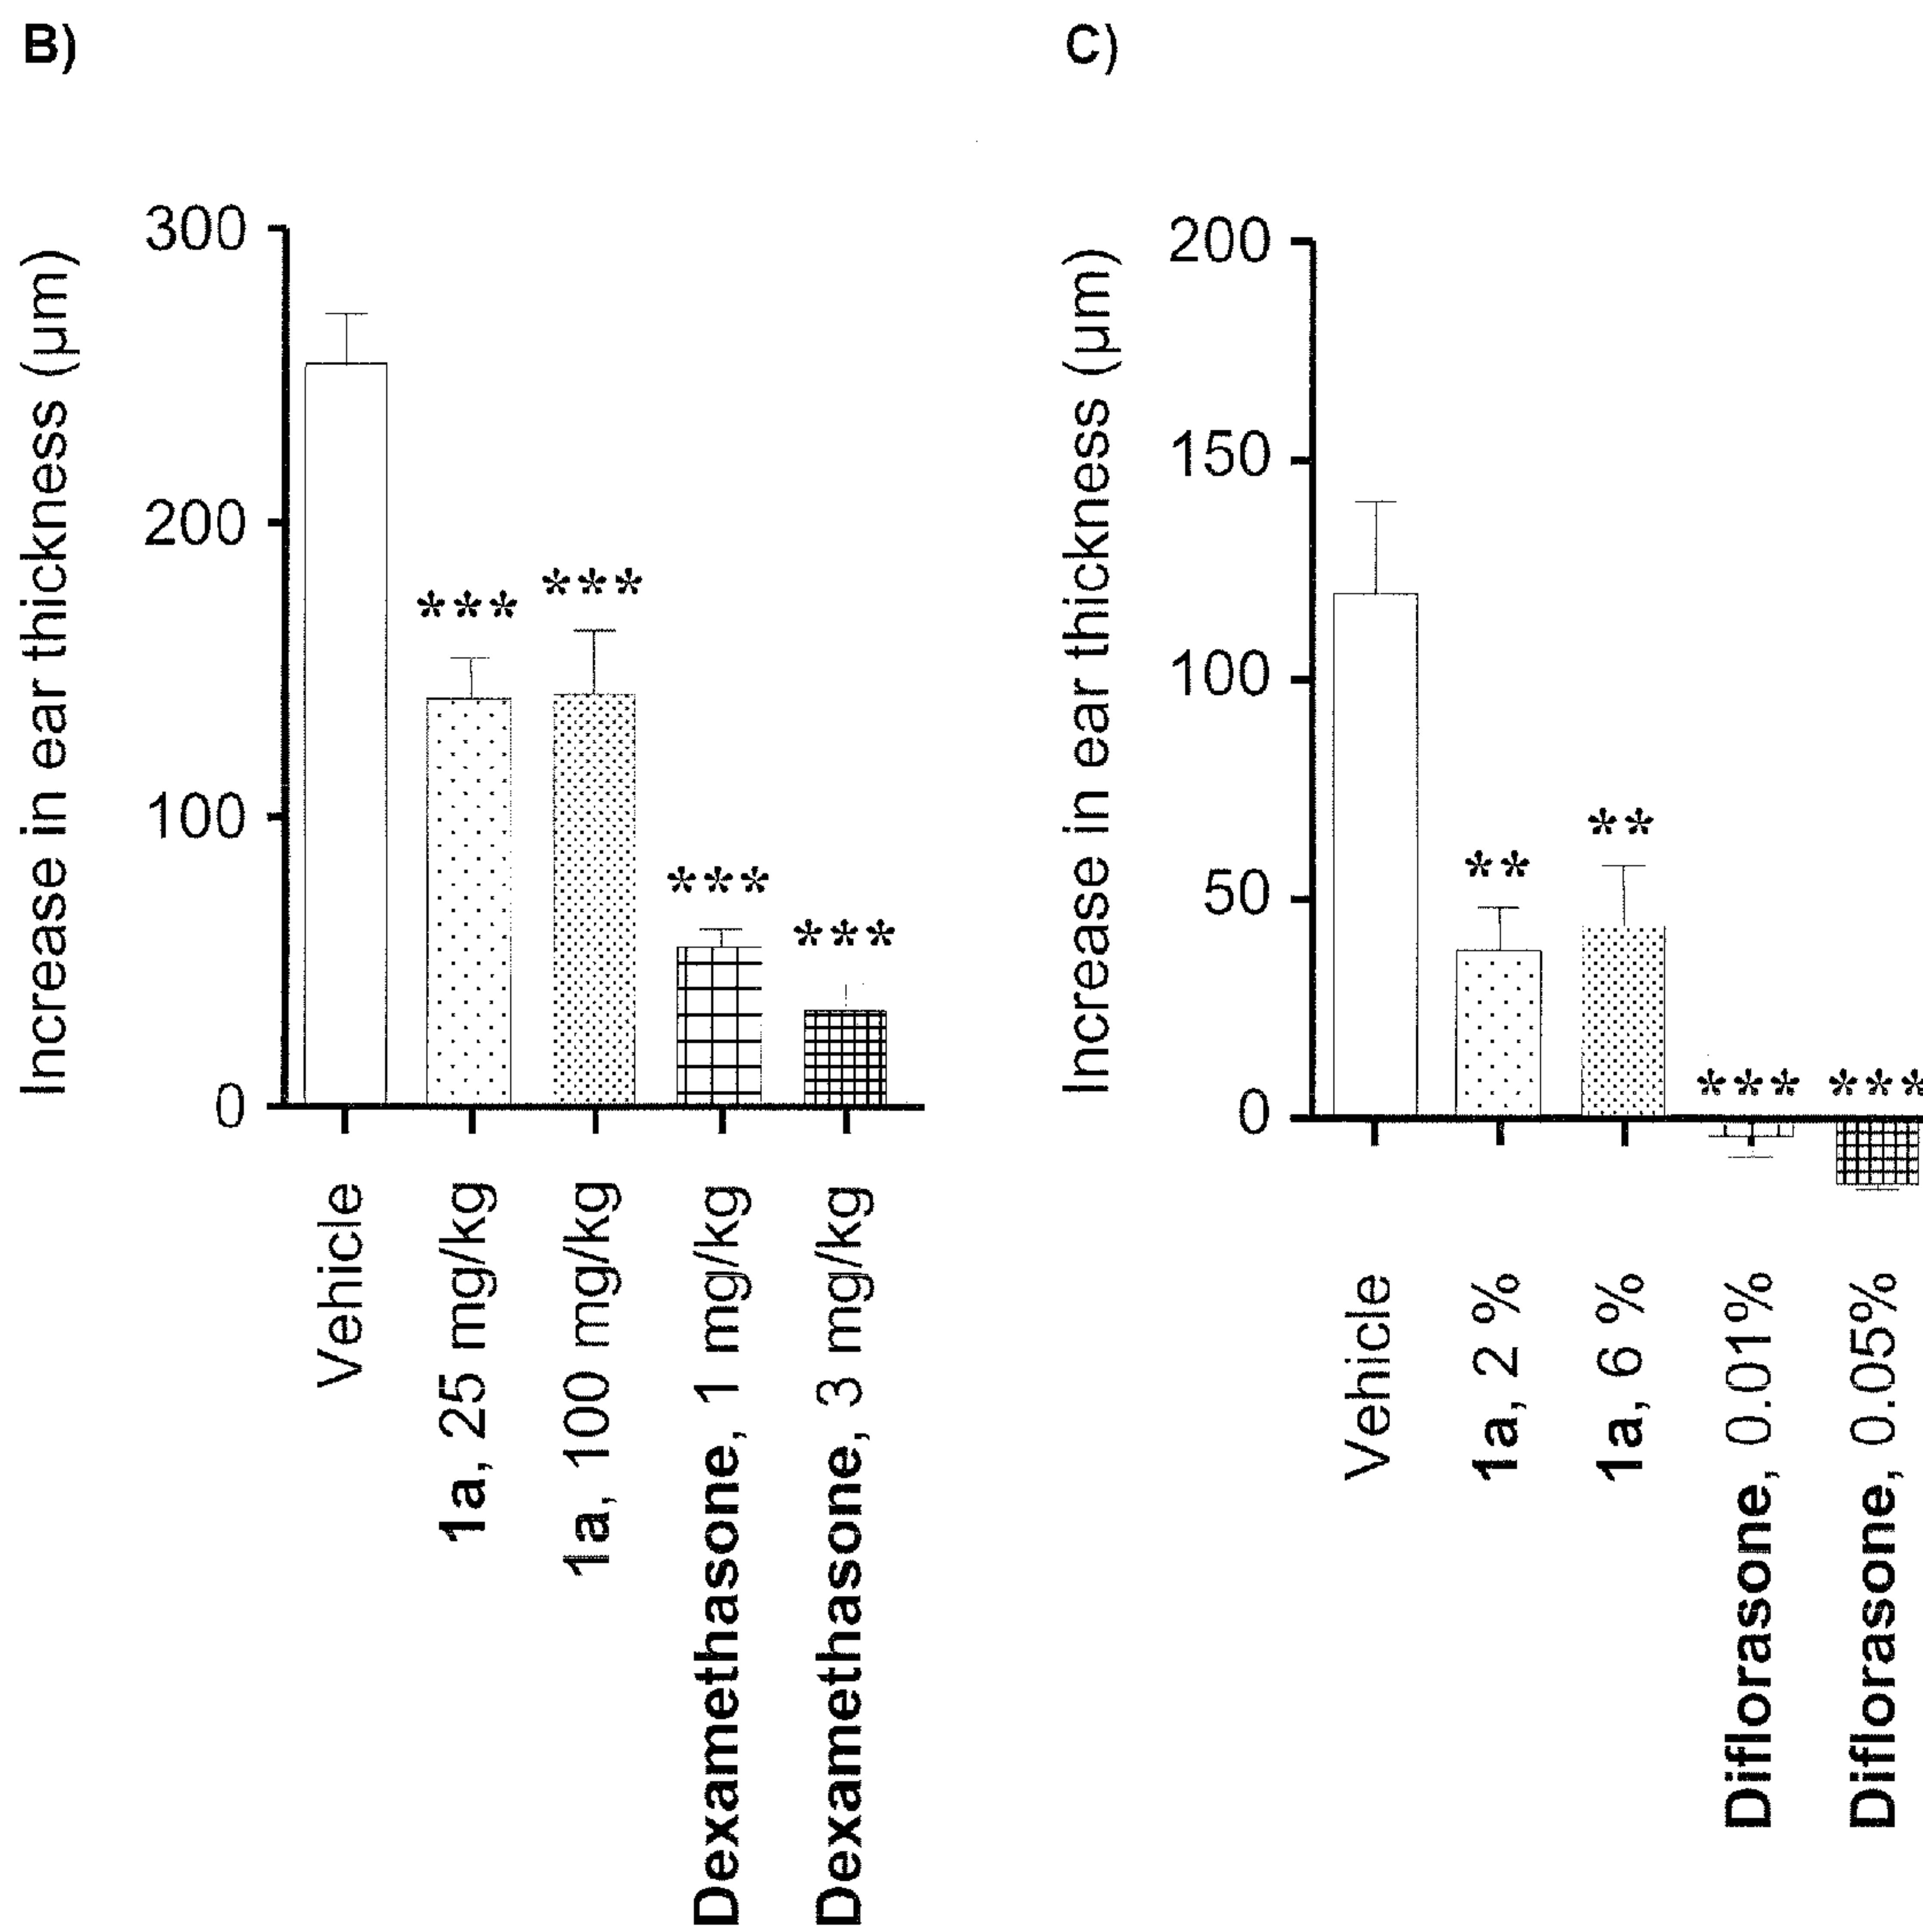 B)
Increase in ear thickness (µm)
300
200
100
0
***
***
***
***
Vehicle
1a, 25 mg/kg
1a, 100 mg/kg
Dexamethasone, 1 mg/kg
Dexamethasone, 3 mg/kg
C)
Increase in ear thickness (µm)
200
150
100
50
0
**
**
***
***
Vehicle
1a, 2 %
1a, 6 %
Diflorasone, 0.01%
Diflorasone, 0.05%